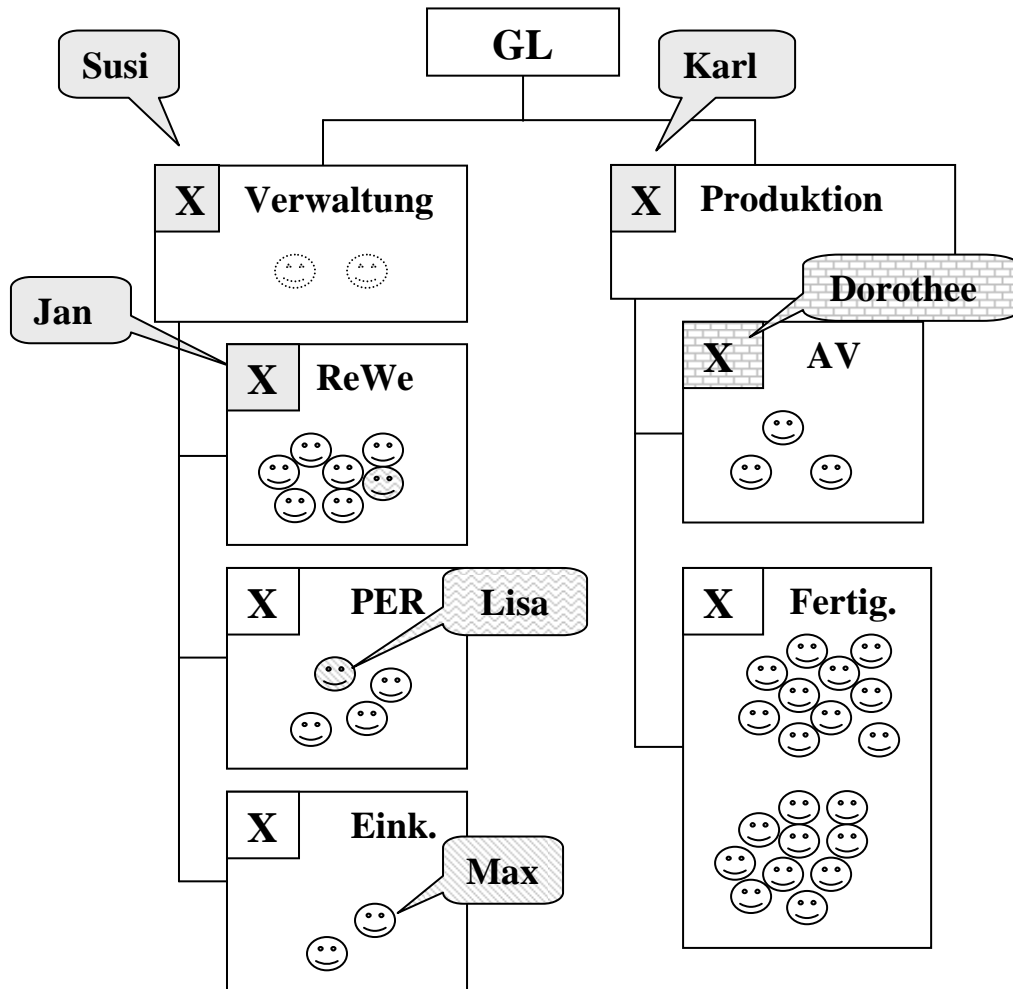 GL
Susi
Karl
X Verwaltung
X Produktion
Jan
Dorothee
X ReWe
X AV
X PER
Lisa
X Fertig.
X Eink.
Max